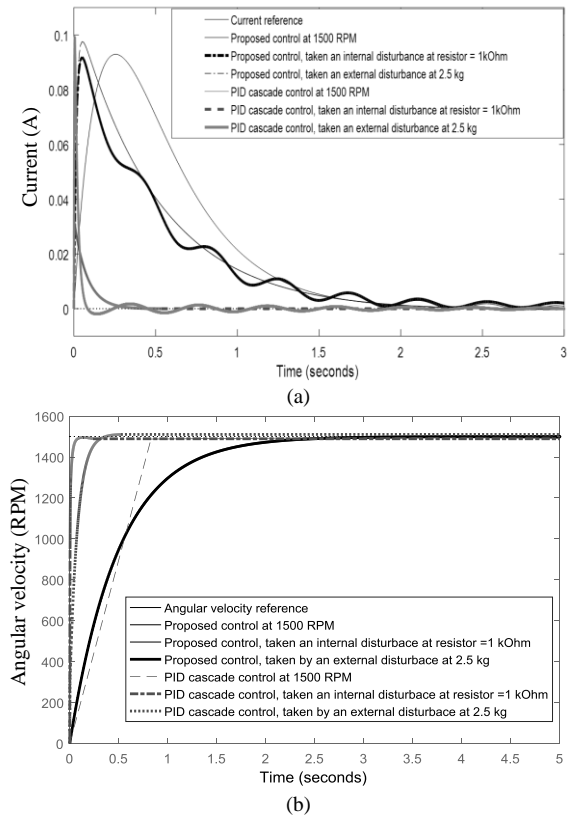 0.1
0.08
0.06
0.04
0.02
0
Current (A)
Current reference
Proposed control at 1500 RPM
Proposed control, taken an internal disturbance at resistor = 1kOhm
Proposed control, taken an external disturbance at 2.5 kg
PID cascade control at 1500 RPM
PID cascade control, taken an internal disturbance at resistor = 1kOhm
PID cascade control, taken an external disturbance at 2.5 kg
0 0.5 1 1.5 2 2.5 3
Time (seconds)
(a)
1600
1400
1200
1000
800
600
400
200
0
Angular velocity (RPM)
Angular velocity reference
Proposed control at 1500 RPM
Proposed control, taken an internal disturbace at resistor =1 kOhm
Proposed control, taken by an external disturbace at 2.5 kg
PID cascade control at 1500 RPM
PID cascade control, taken an internal disturbace at resistor =1 kOhm
PID cascade control, taken by an external disturbace at 2.5 kg
0 0.5 1 1.5 2 2.5 3 3.5 4 4.5 5
Time (seconds)
(b)